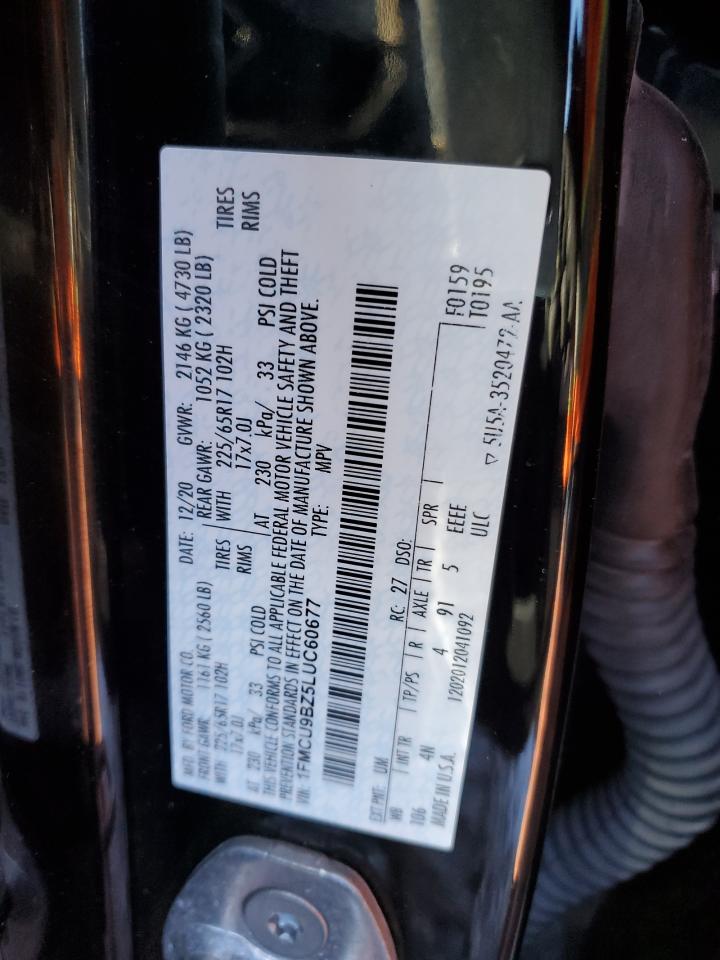 MFD. BY FORD MOTOR CO. DATE: 12/20 GVWR: 2146 KG ( 4730 LB)
FRONT GAWR: 1161 KG ( 2560 LB) REAR GAWR: 1052 KG ( 2320 LB)
WITH 225/65R17 102H TIRES WITH 225/65R17 102H TIRES
17x7.0J RIMS 17x7.0J RIMS
AT 230 kPa/ 33 PSI COLD AT 230 kPa/ 33 PSI COLD
THIS VEHICLE CONFORMS TO ALL APPLICABLE FEDERAL MOTOR VEHICLE SAFETY AND THEFT
PREVENTION STANDARDS IN EFFECT ON THE DATE OF MANUFACTURE SHOWN ABOVE.
VIN: 1FMCU9BZ5LUC60677 TYPE: MPV
EXT PNT: UM RC: 27 DSO:
WB INT TR TP/PS R AXLE TR SPR
106 4N 4 91 5 EEEE
MADE IN U.S.A. 1202012041092 ULC
F0159
T0195
5U5A-3520472-AA